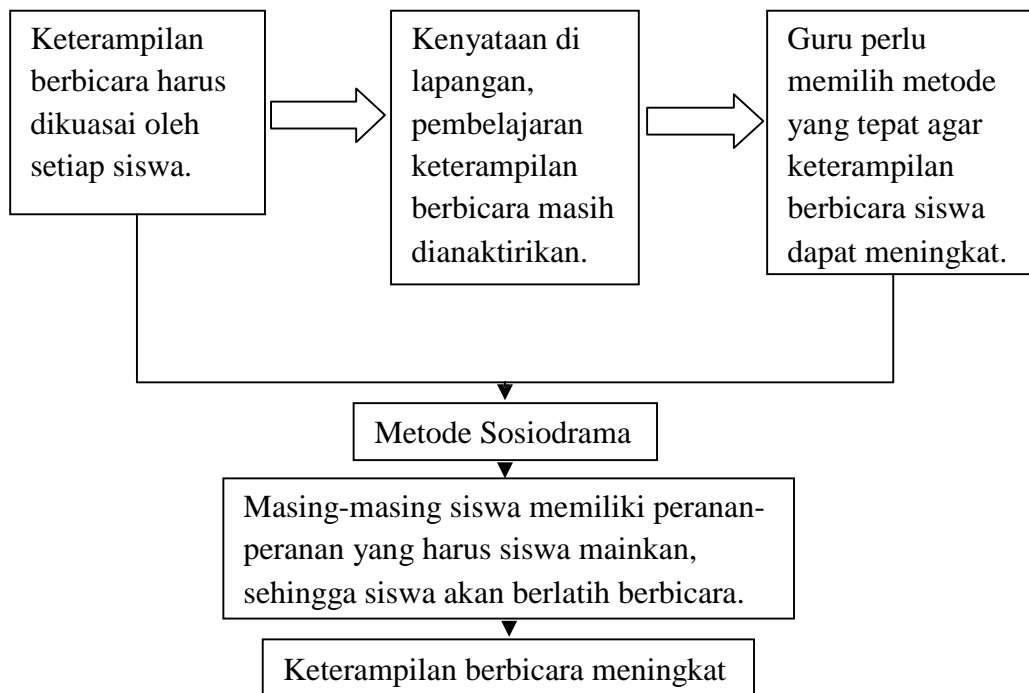 Keterampilan
berbicara harus
dikuasai oleh
setiap siswa.
Kenyataan di
lapangan,
pembelajaran
keterampilan
berbicara masih
dianaktirikan.
Guru perlu
memilih metode
yang tepat agar
keterampilan
berbicara siswa
dapat meningkat.
Metode Sosiodrama
Masing-masing siswa memiliki peranan-
peranan yang harus siswa mainkan,
sehingga siswa akan berlatih berbicara.
Keterampilan berbicara meningkat